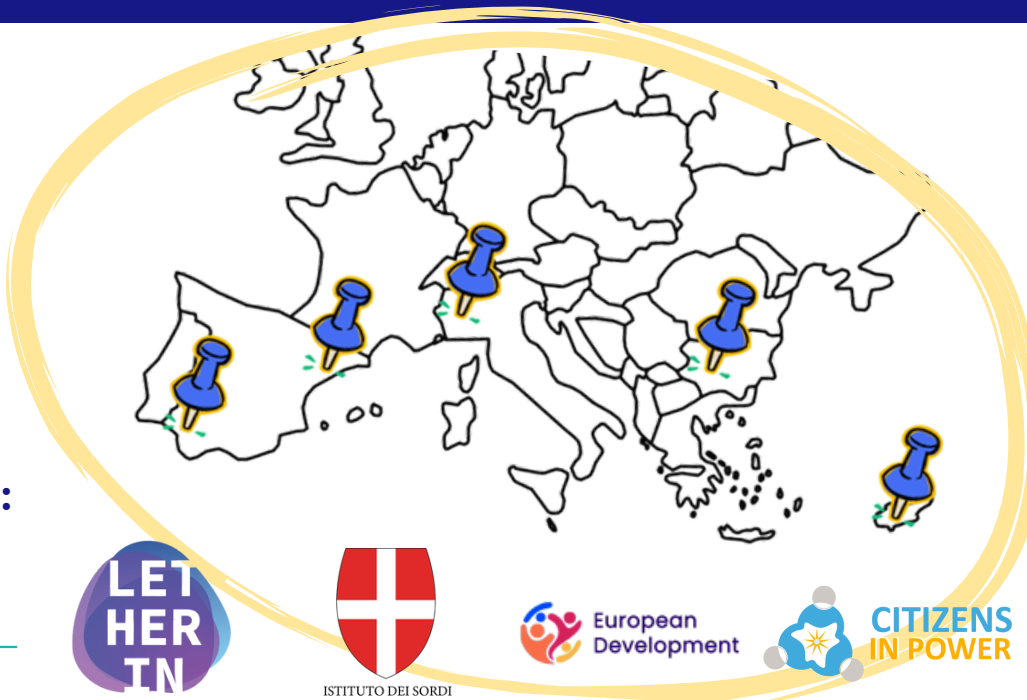 :
LET
HER
IN
ISTITUTO DEI SORDI
European
Development
CITIZENS
IN POWER